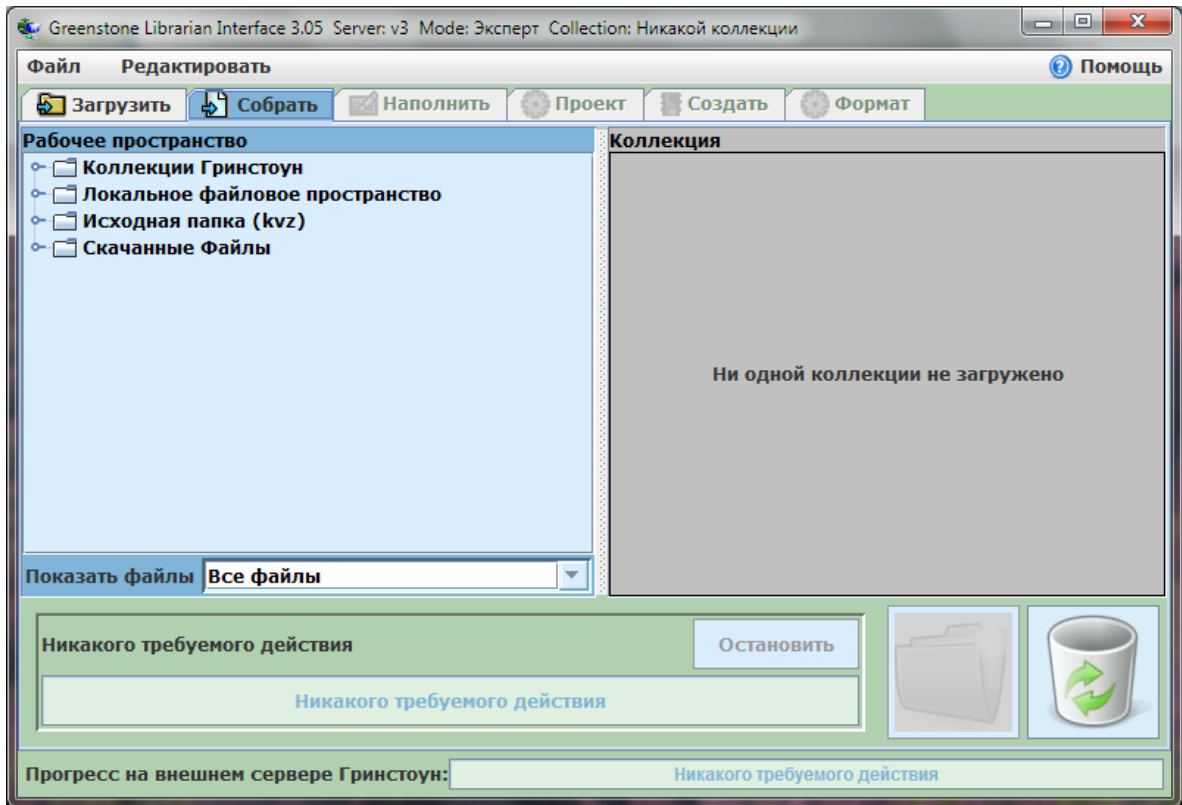 Greenstone Librarian Interface 3.05 Server: v3 Mode: Эксперт Collection: Никакой коллекции
Файл Редактировать Помощь
Загрузить Собрать Наполнить Проект Создать Формат
Рабочее пространство Коллекция
Коллекции Гринстоун
Локальное файловое пространство
Исходная папка (kvz)
Скачанные Файлы
Ни одной коллекции не загружено
Показать файлы Все файлы
Никакого требуемого действия Остановить
Никакого требуемого действия
Прогресс на внешнем сервере Гринстоун: Никакого требуемого действия